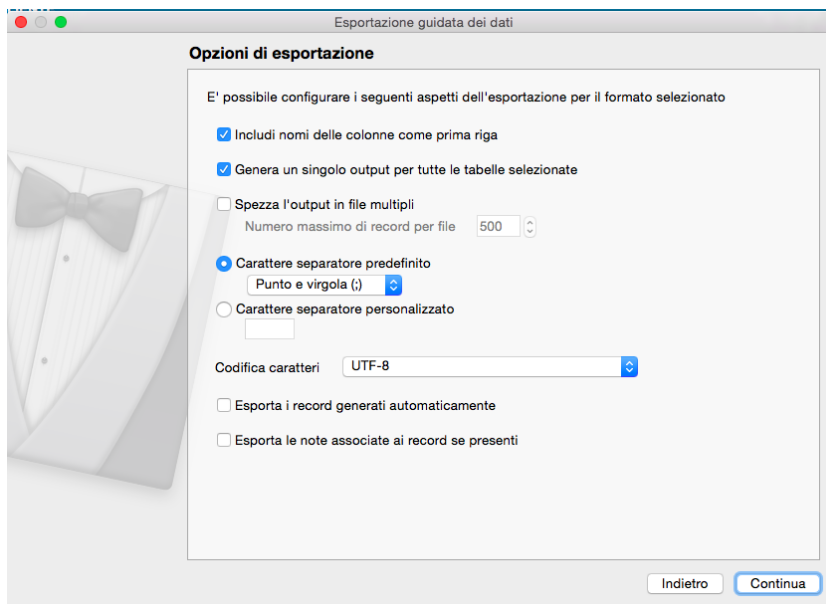 Esportazione guidata dei dati
Opzioni di esportazione
E' possibile configurare i seguenti aspetti dell'esportazione per il formato selezionato
Includi nomi delle colonne come prima riga
Genera un singolo output per tutte le tabelle selezionate
Spezza l'output in file multipli
Numero massimo di record per file 500
Carattere separatore predefinito
Punto e virgola (;)
Carattere separatore personalizzato
Codifica caratteri UTF-8
Esporta i record generati automaticamente
Esporta le note associate ai record se presenti
Indietro Continua